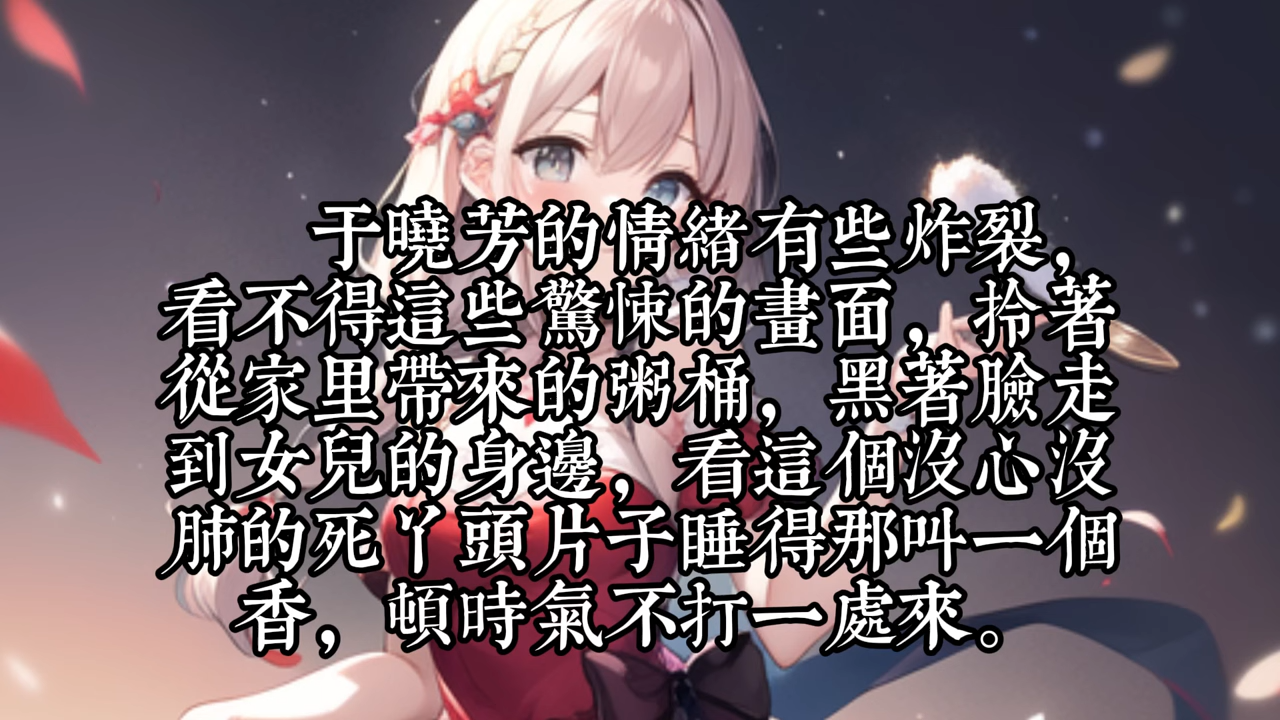 于曉芳的情緒有些炸裂，
看不得這些驚悚的畫面，拎著
從家里帶來的粥桶，黑著臉走
到女兒的身邊，看這個沒心沒
肺的死丫頭片子睡得那叫一個
香，頓時氣不打一處來。